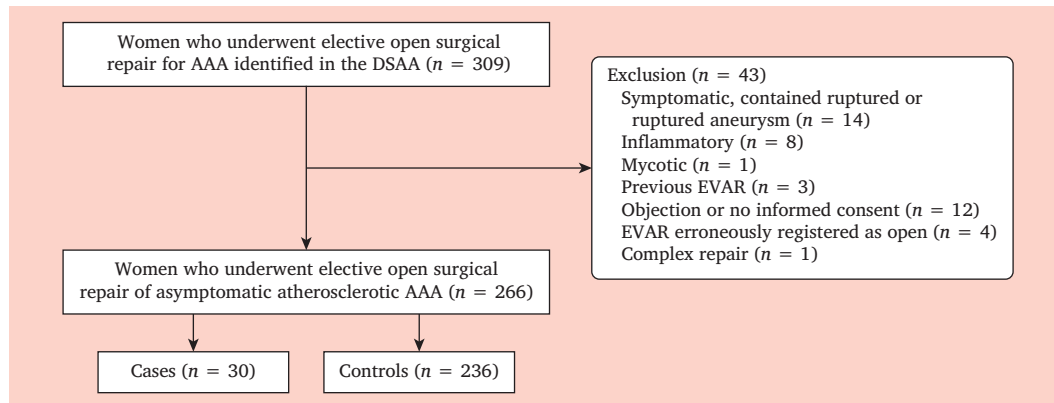 Women who underwent elective open surgical
repair for AAA identified in the DSAA (n = 309)
Exclusion (n = 43)
Symptomatic, contained ruptured or
ruptured aneurysm (n = 14)
Inflammatory (n = 8)
Mycotic (n = 1)
Previous EVAR (n = 3)
Objection or no informed consent (n = 12)
EVAR erroneously registered as open (n = 4)
Complex repair (n = 1)
Women who underwent elective open surgical
repair of asymptomatic atherosclerotic AAA (n = 266)
Cases (n = 30)
Controls (n = 236)